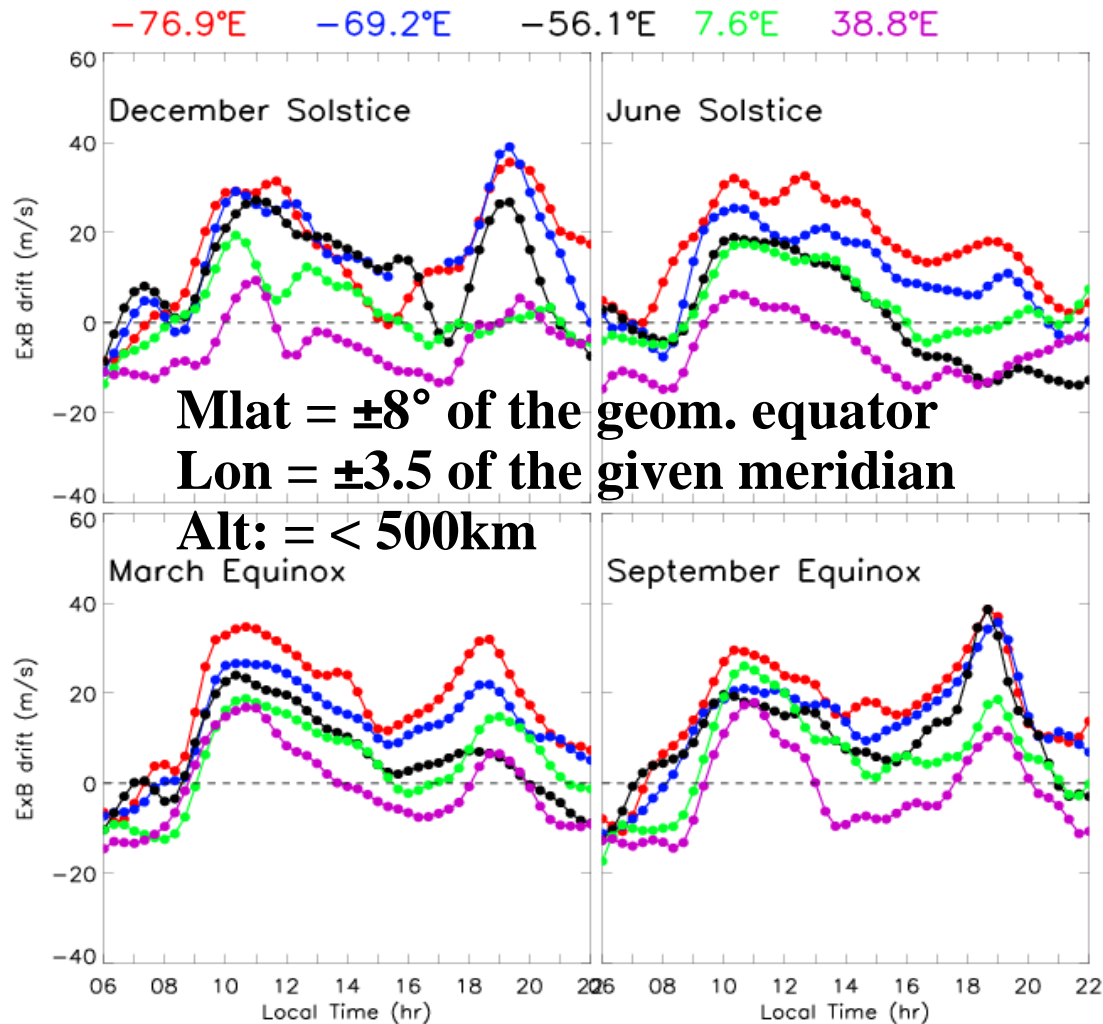 −76.9°E −69.2°E −56.1°E 7.6°E 38.8°E
December Solstice
June Solstice
60
40
20
0
−20
−40
ExB drift (m/s)
Mlat = ±8° of the geom. equator
Lon = ±3.5 of the given meridian
Alt: = < 500km
March Equinox
September Equinox
60
40
20
0
−20
−40
ExB drift (m/s)
06 08 10 12 14 16 18 20 22
06 08 10 12 14 16 18 20 22
Local Time (hr)
Local Time (hr)